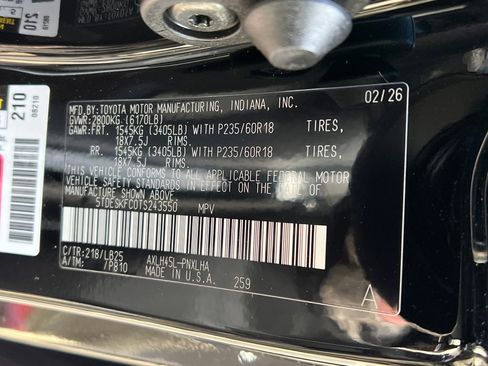 MFD.BY:TOYOTA MOTOR MANUFACTURING, INDIANA, INC. 02/26
GVWR:2800KG (6170LB)
GAWR:FRT. 1545KG (3405LB) WITH P235/60R18 TIRES,
18X7.5J RIMS.
RR. 1545KG (3405LB) WITH P235/60R18 TIRES,
18X7.5J RIMS.
THIS VEHICLE CONFORMS TO ALL APPLICABLE FEDERAL MOTOR
VEHICLE SAFETY STANDARDS IN EFFECT ON THE DATE OF
MANUFACTURE SHOWN ABOVE.
5TDESKFC0TS243550 MPV
C/TR:218/LB25 AXLH45L-PNXLHA
A/TM: /P810 MADE IN U.S.A. 259
A
210
08210